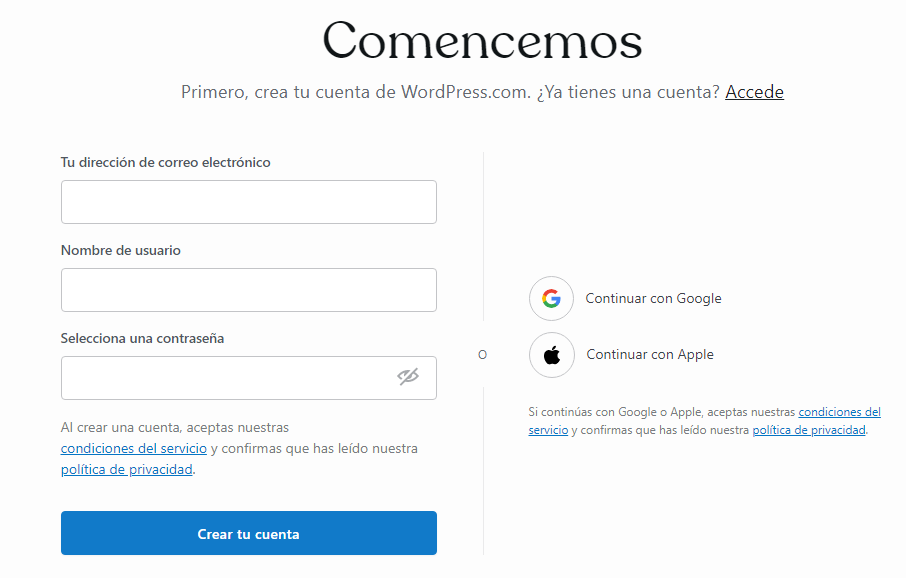 Comencemos
Primero, crea tu cuenta de WordPress.com. ¿Ya tienes una cuenta? Accede
Tu dirección de correo electrónico
Nombre de usuario
Selecciona una contraseña
Al crear una cuenta, aceptas nuestras
condiciones del servicio y confirmas que has leído nuestra
política de privacidad.
Crear tu cuenta
O
Continuar con Google
Continuar con Apple
Si continúas con Google o Apple, aceptas nuestras condiciones del
servicio y confirmas que has leído nuestra política de privacidad.